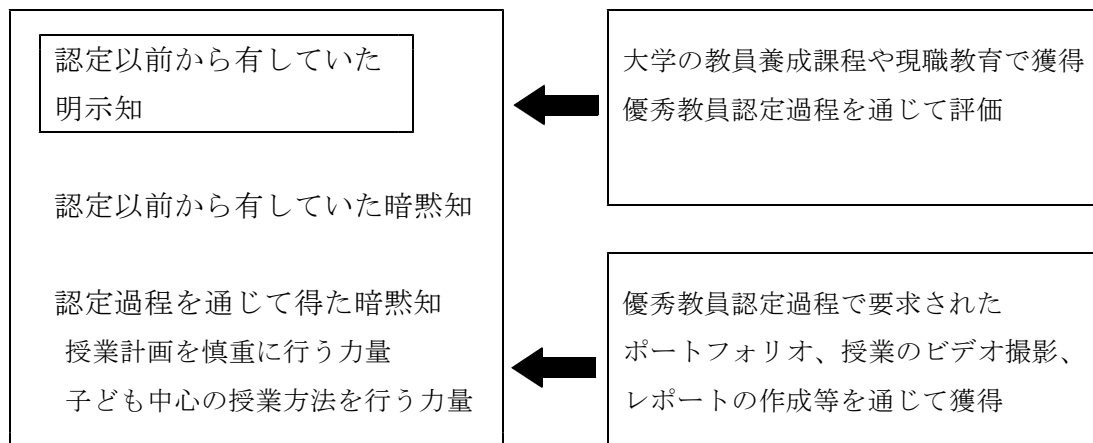 認定以前から有していた
明示知
認定以前から有していた暗黙知
認定過程を通じて得た暗黙知
授業計画を慎重に行う力量
子ども中心の授業方法を行う力量
大学の教員養成課程や現職教育で獲得
優秀教員認定過程を通じて評価
優秀教員認定過程で要求された
ポートフォリオ、授業のビデオ撮影、
レポートの作成等を通じて獲得